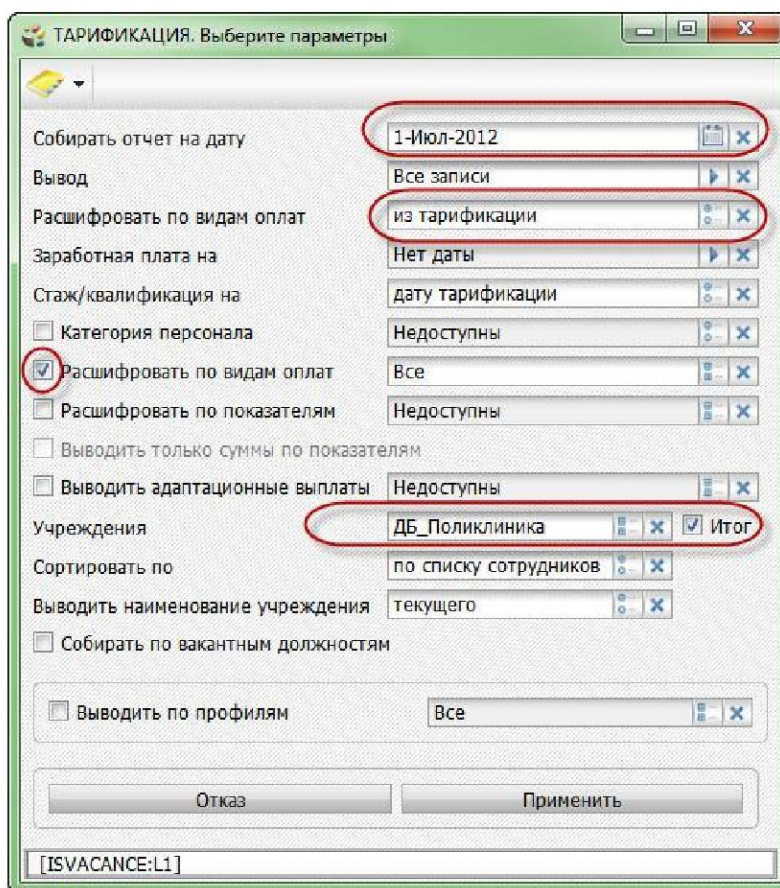 ТАРИФИКАЦИЯ. Выберите параметры
Собирать отчет на дату 1-Июл-2012
Вывод Все записи
Расшифровать по видам оплат из тарификации
Заработная плата на Нет даты
Стаж/квалификация на дату тарификации
Категория персонала Недоступны
Расшифровать по видам оплат Все
Расшифровать по показателям Недоступны
Выводить только суммы по показателям
Выводить адаптационные выплаты Недоступны
Учреждения ДБ_Поликлиника Итог
Сортировать по по списку сотрудников
Выводить наименование учреждения текущего
Собирать по вакантным должностям
Выводить по профилям Все
Отказ Применить
[ISVACANCE:L1]